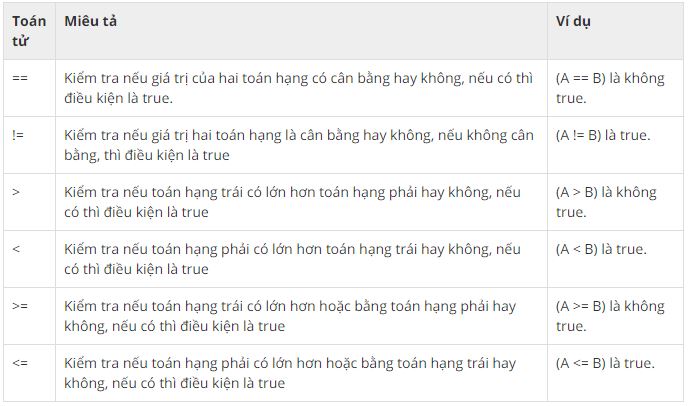 Toán Miêu tả Ví dụ
tử
== Kiểm tra nếu giá trị của hai toán hạng có cân bằng hay không, nếu có thì (A == B) là không
điều kiện là true. true.
!= Kiểm tra nếu giá trị hai toán hạng là cân bằng hay không, nếu không cân (A != B) là true.
bằng, thì điều kiện là true
> Kiểm tra nếu toán hạng trái có lớn hơn toán hạng phải hay không, nếu (A > B) là không
có thì điều kiện là true true.
< Kiểm tra nếu toán hạng phải có lớn hơn toán hạng trái hay không, nếu (A < B) là true.
có thì điều kiện là true
>= Kiểm tra nếu toán hạng trái có lớn hơn hoặc bằng toán hạng phải hay (A >= B) là không
không, nếu có thì điều kiện là true true.
<= Kiểm tra nếu toán hạng phải có lớn hơn hoặc bằng toán hạng trái hay (A <= B) là true.
không, nếu có thì điều kiện là true